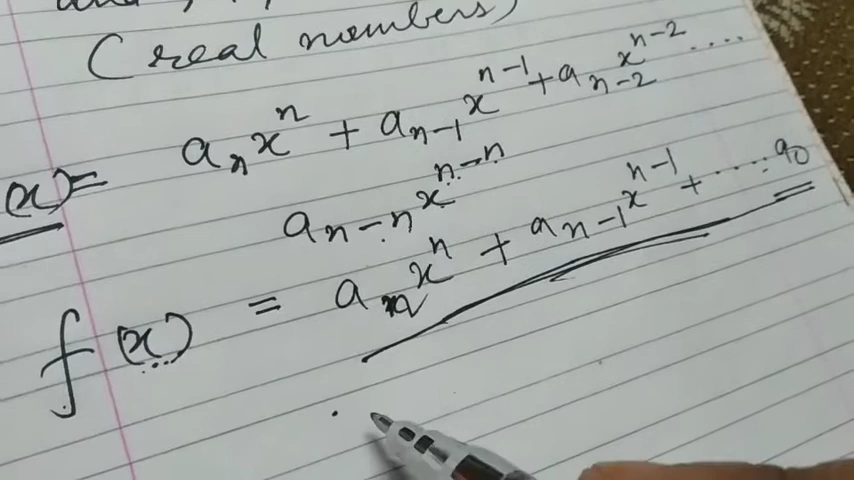 (real numbers)
(x) = aₙxⁿ + aₙ₋₁xⁿ⁻¹ + aₙ₋₂xⁿ⁻² ....
aₙ₋ₙxⁿ⁻ⁿ
f(x) = aₙxⁿ + aₙ₋₁xⁿ⁻¹ + ..... a₀